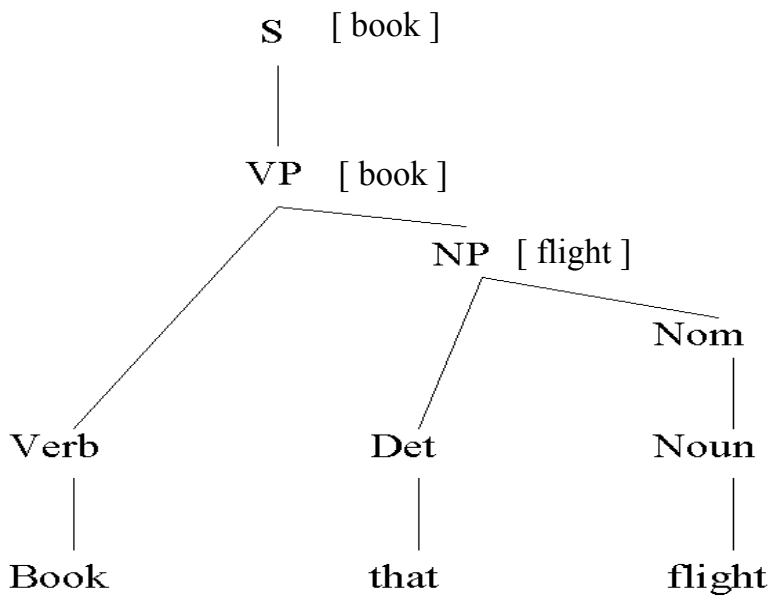 S [ book ]
VP [ book ]
NP [ flight ]
Nom
Verb Det Noun
Book that flight